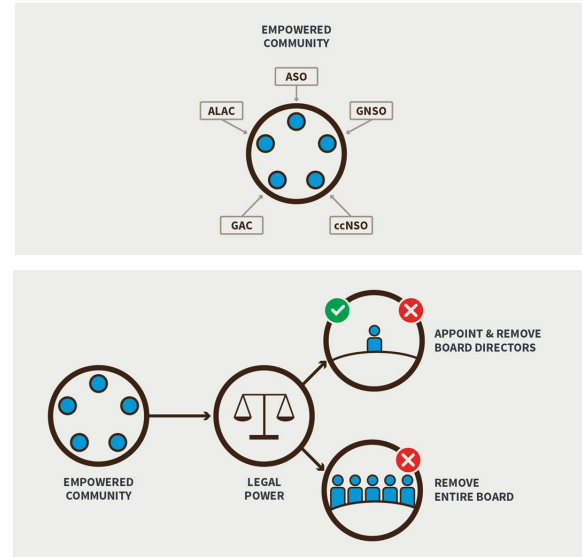 EMPOWERED
COMMUNITY
ASO
ALAC
GNSO
GAC
ccNSO
APPOINT & REMOVE
BOARD DIRECTORS
EMPOWERED
COMMUNITY
LEGAL
POWER
REMOVE
ENTIRE BOARD